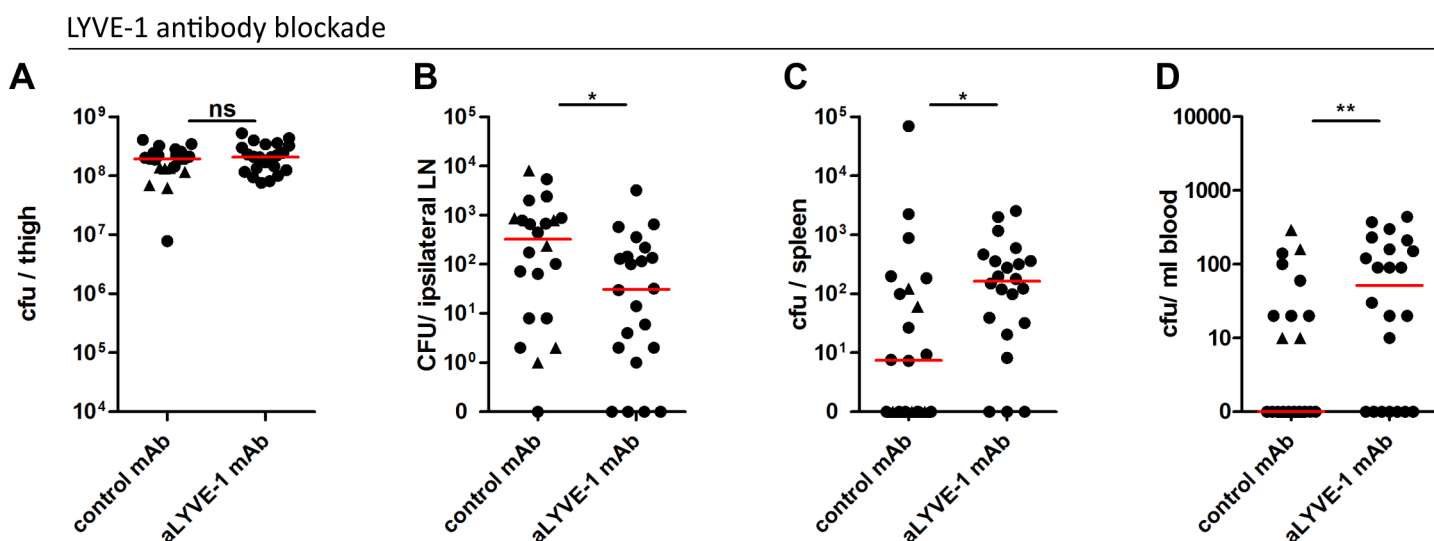 LYVE-1 antibody blockade
A
B
C
D
ns
*
*
**
cfu / thigh
10⁹
10⁸
10⁷
10⁶
10⁵
10⁴
control mAb
aLYVE-1 mAb
CFU/ ipsilateral LN
10⁵
10⁴
10³
10²
10¹
10⁰
0
control mAb
aLYVE-1 mAb
cfu / spleen
10⁵
10⁴
10³
10²
10¹
0
control mAb
aLYVE-1 mAb
cfu/ ml blood
10000
1000
100
10
0
control mAb
aLYVE-1 mAb